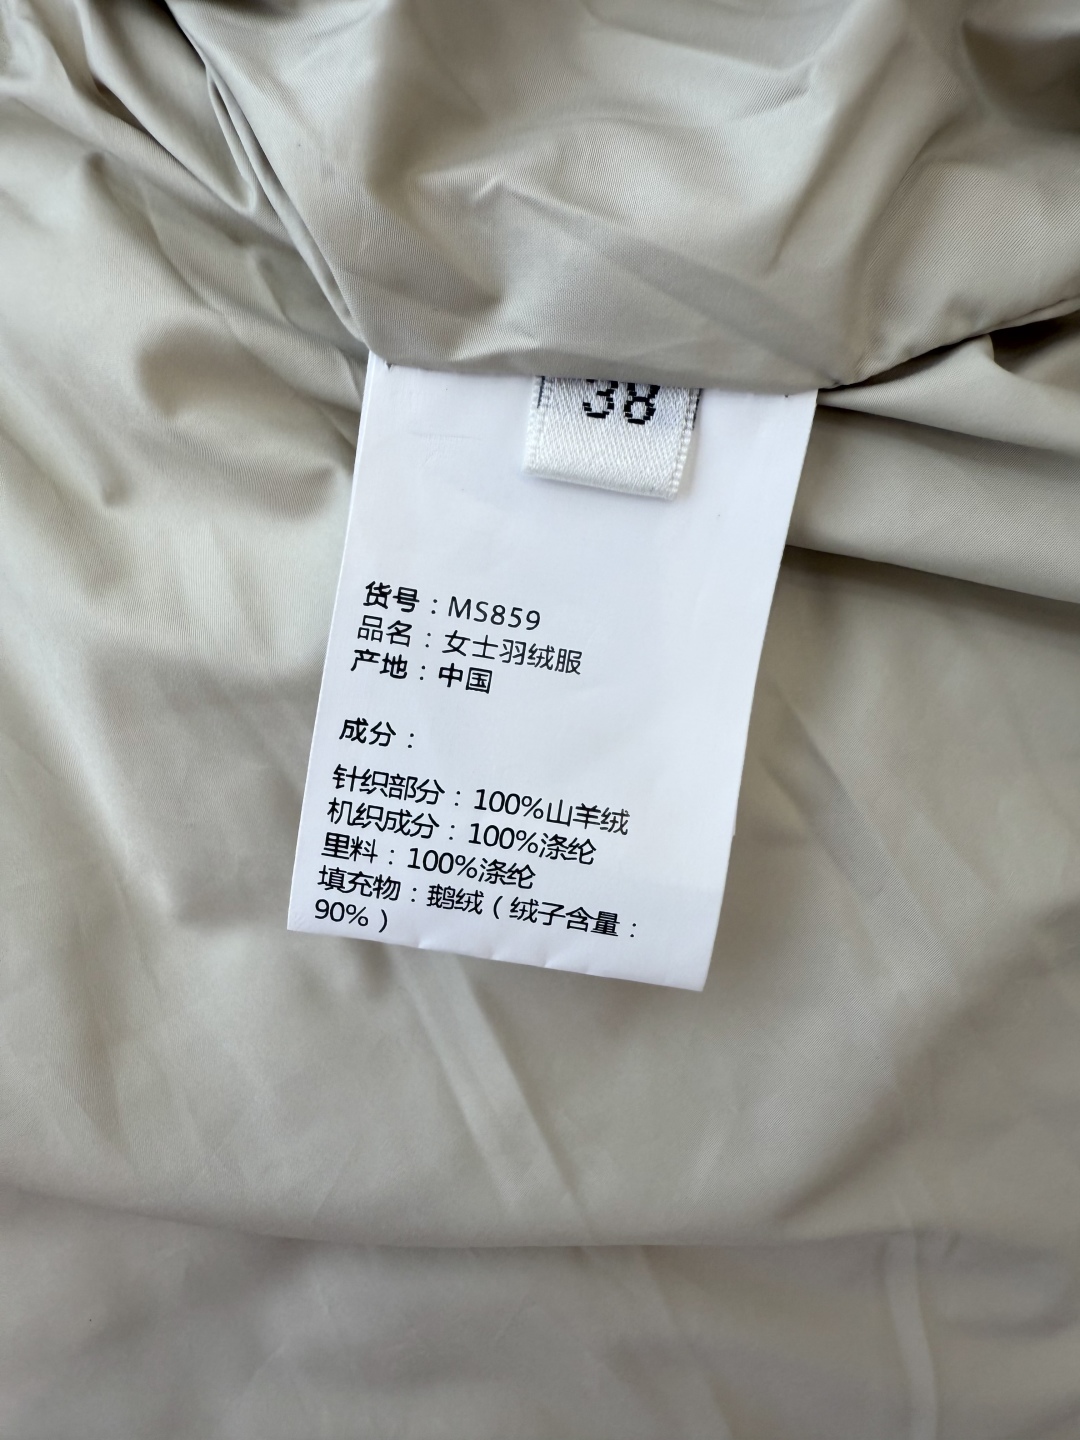 38
货号：MS859
品名：女士羽绒服
产地：中国
成分：
针织部分：100%山羊绒
机织成分：100%涤纶
里料：100%涤纶
填充物：鹅绒（绒子含量：
90%）